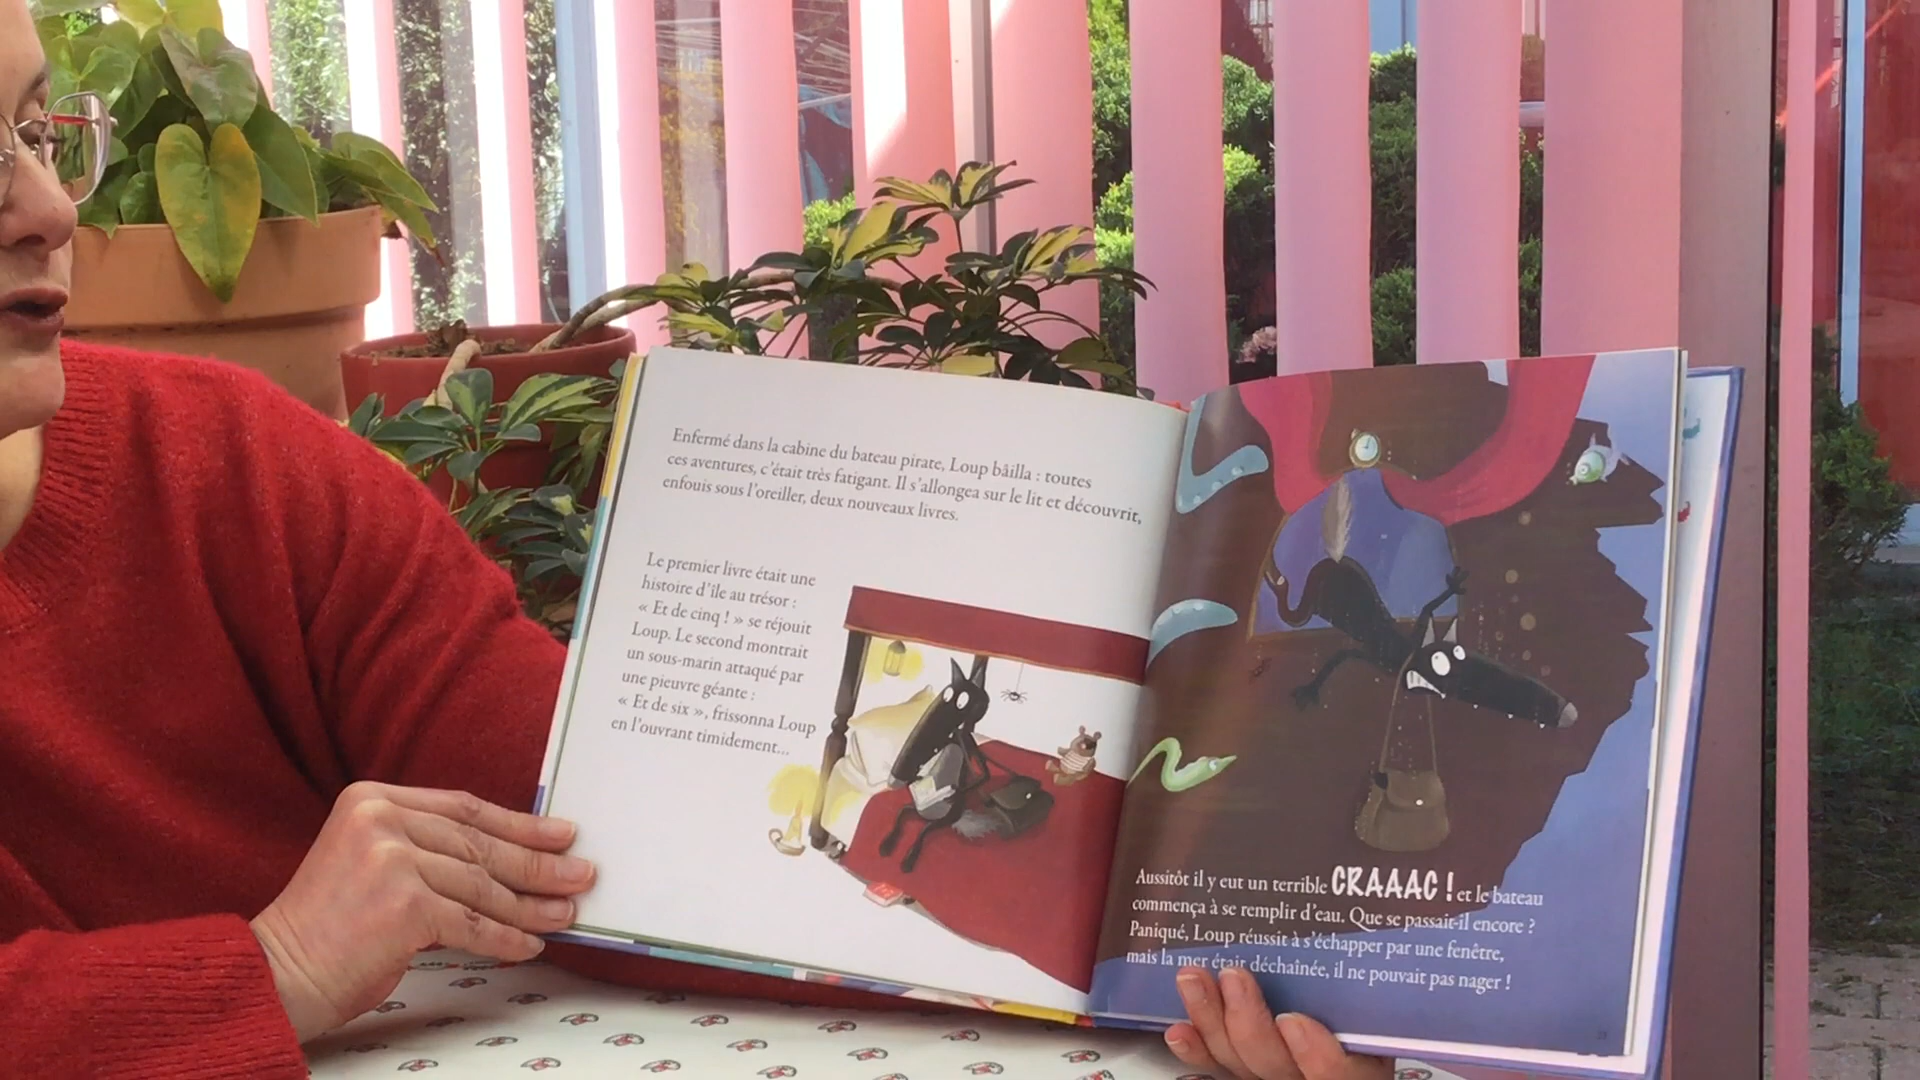 Enfermé dans la cabine du bateau pirate, Loup bâilla : toutes
ces aventures, c'était très fatigant. Il s'allongea sur le lit et découvrit,
enfouis sous l'oreiller, deux nouveaux livres.
Le premier livre était une
histoire d'île au trésor :
« Et de cinq ! » se réjouit
Loup. Le second montrait
un sous-marin attaqué par
une pieuvre géante :
« Et de six », frissonna Loup
en l'ouvrant timidement...
Aussitôt il y eut un terrible CRAAAC ! et le bateau
commença à se remplir d'eau. Que se passait-il encore ?
Paniqué, Loup réussit à s'échapper par une fenêtre,
mais la mer était déchaînée, il ne pouvait pas nager !